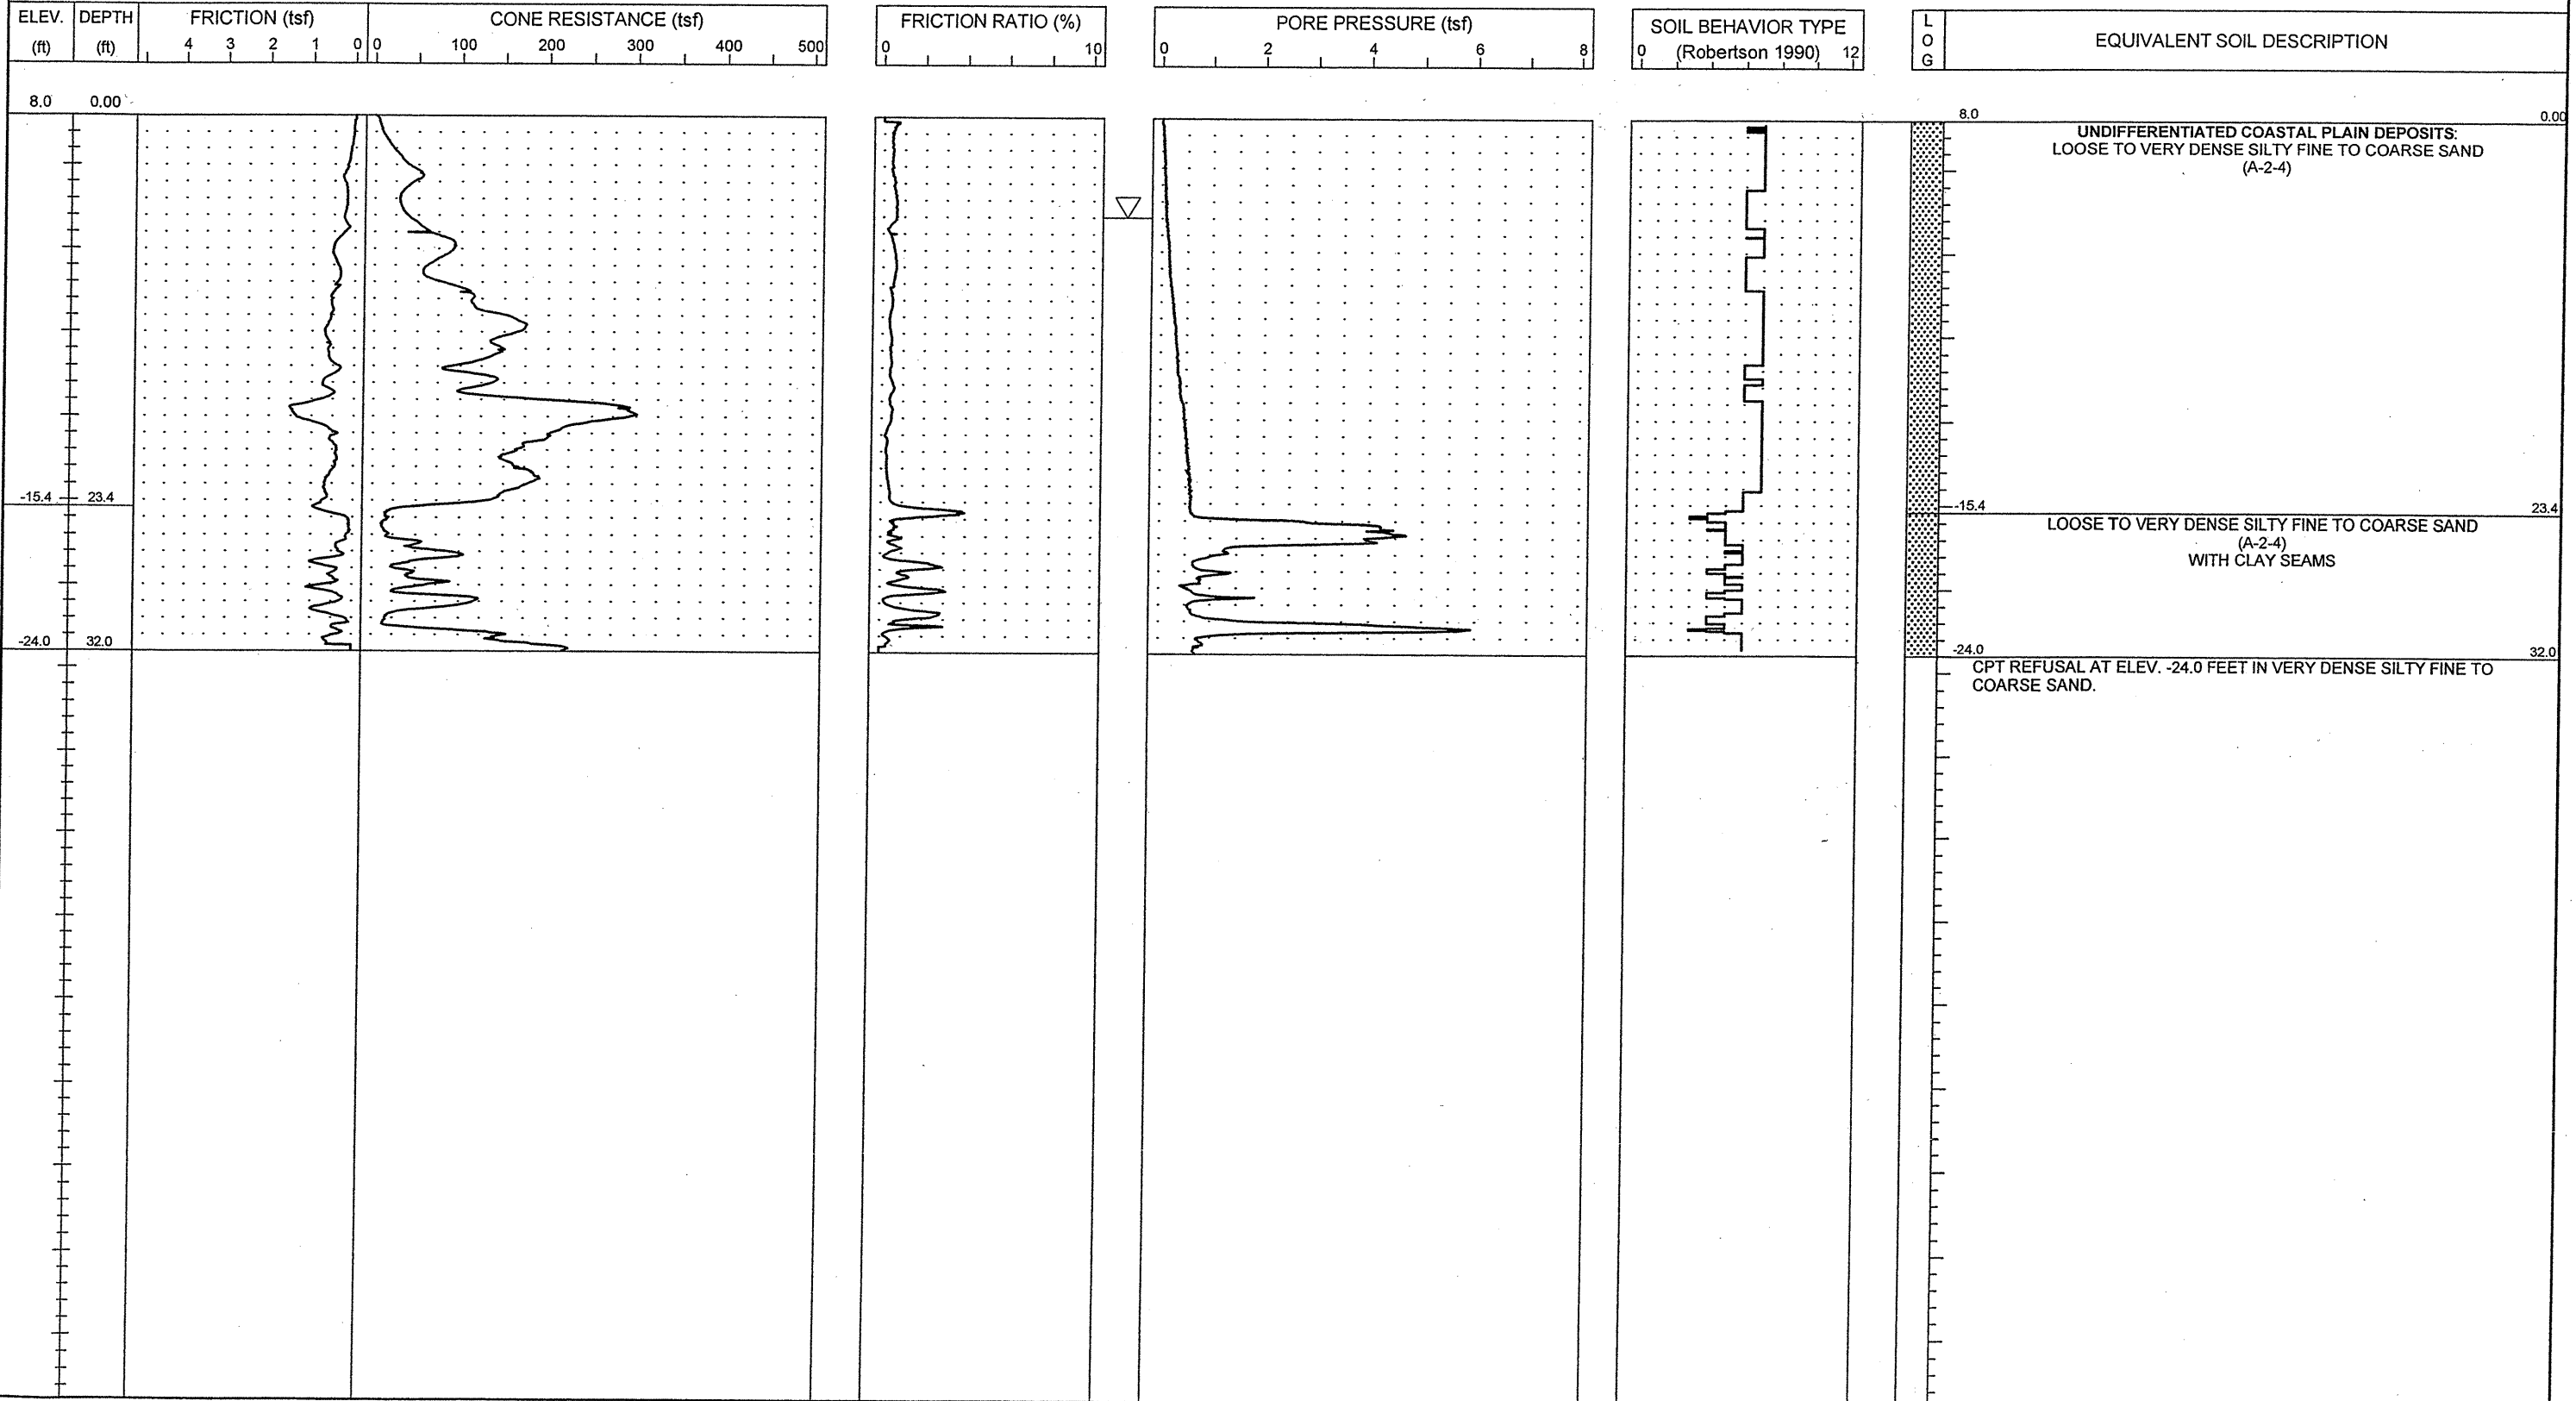 ELEV. DEPTH FRICTION (tsf) CONE RESISTANCE (tsf) FRICTION RATIO (%) PORE PRESSURE (tsf) SOIL BEHAVIOR TYPE LOG EQUIVALENT SOIL DESCRIPTION
(ft) (ft) 4 3 2 1 0 0 100 200 300 400 500 0 10 0 2 4 6 8 0 (Robertson 1990) 12
8.0 0.00 8.0 0.00
UNDIFFERENTIATED COASTAL PLAIN DEPOSITS:
LOOSE TO VERY DENSE SILTY FINE TO COARSE SAND
(A-2-4)
-15.4 23.4 -15.4 23.4
LOOSE TO VERY DENSE SILTY FINE TO COARSE SAND
(A-2-4)
WITH CLAY SEAMS
-24.0 32.0 -24.0 32.0
CPT REFUSAL AT ELEV. -24.0 FEET IN VERY DENSE SILTY FINE TO
COARSE SAND.